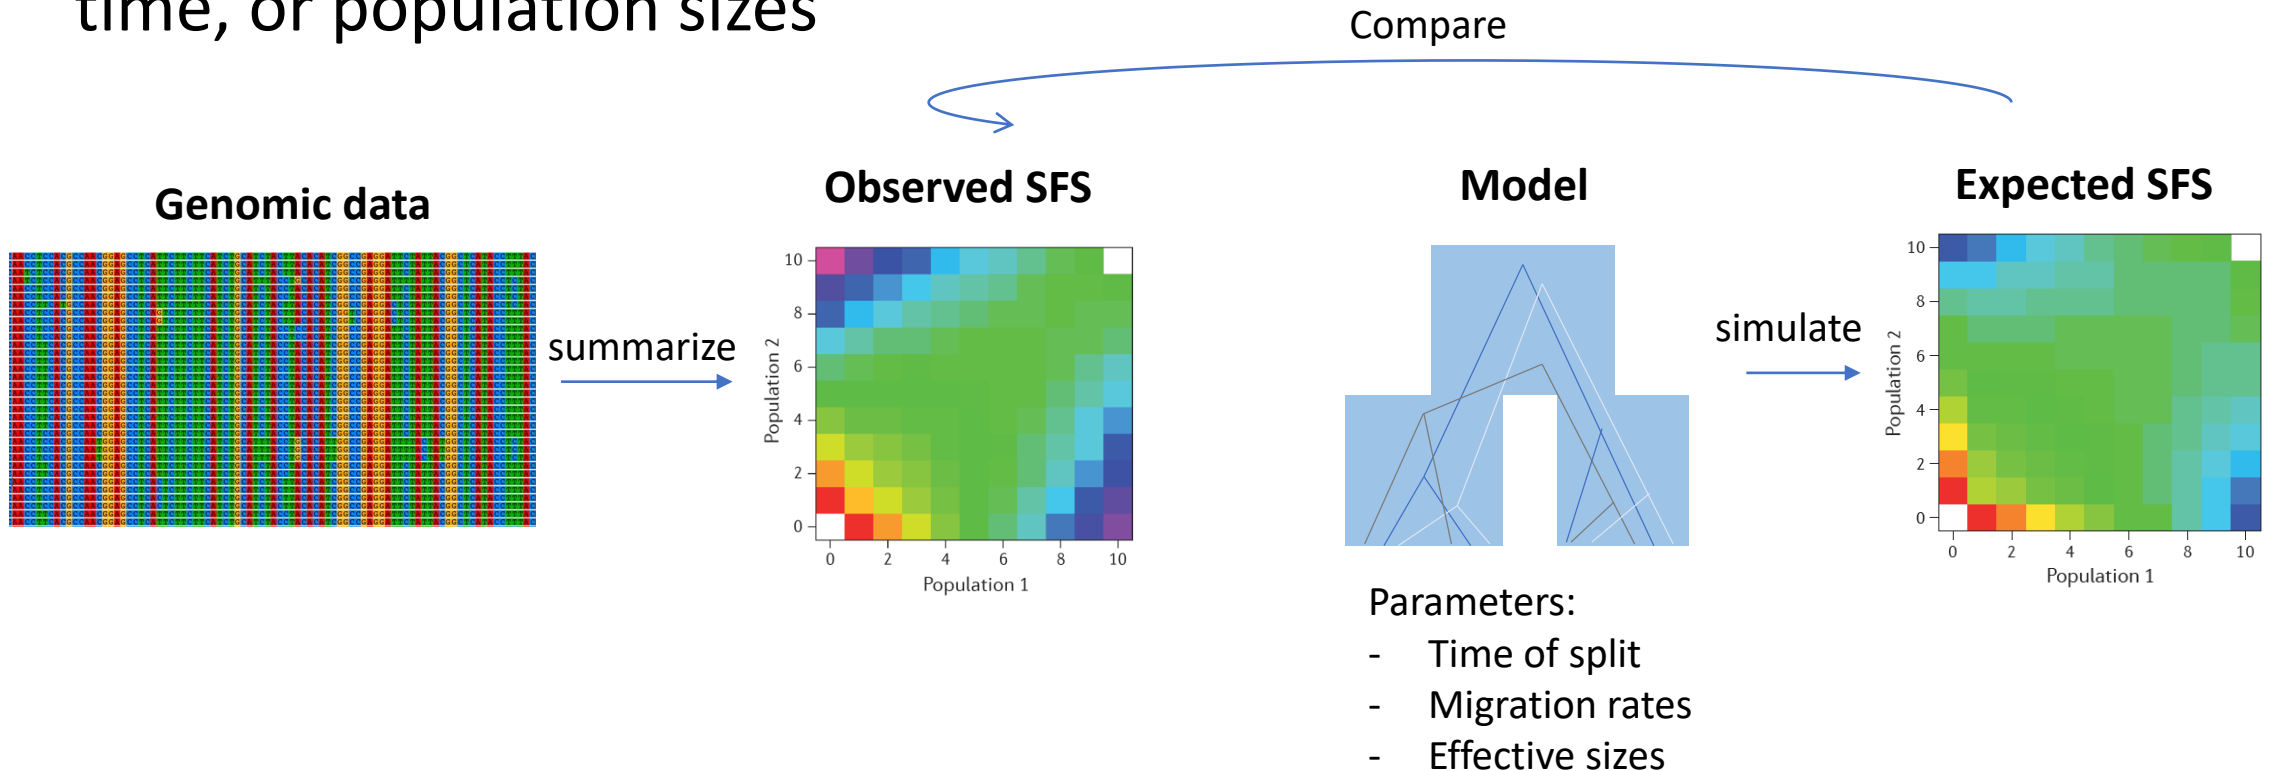 time, or population sizes
Compare
Genomic data
Observed SFS
Model
Expected SFS
summarize
simulate
10
8
6
4
2
0
Population 2
0 2 4 6 8 10
Population 1
10
8
6
4
2
0
Population 2
0 2 4 6 8 10
Population 1
Parameters:
- Time of split
- Migration rates
- Effective sizes